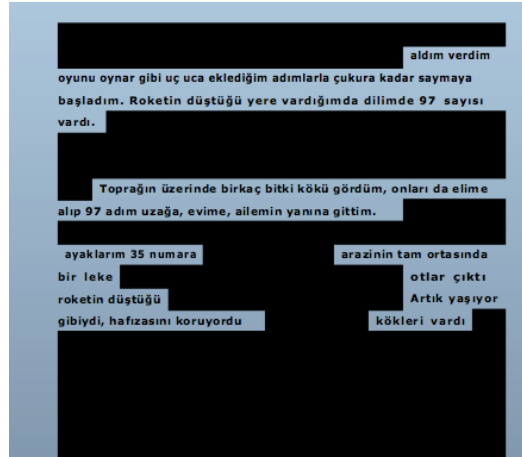 aldım verdim
oyunu oynar gibi uç uca eklediğim adımlarla çukura kadar saymaya
başladım. Roketin düştüğü yere vardığımda dilimde 97 sayısı
vardı.
Toprağın üzerinde birkaç bitki kökü gördüm, onları da elime
alıp 97 adım uzağa, evime, ailemin yanına gittim.
ayaklarım 35 numara arazinin tam ortasında
bir leke otlar çıktı
roketin düştüğü Artık yaşıyor
gibiydi, hafızasını koruyordu kökleri vardı